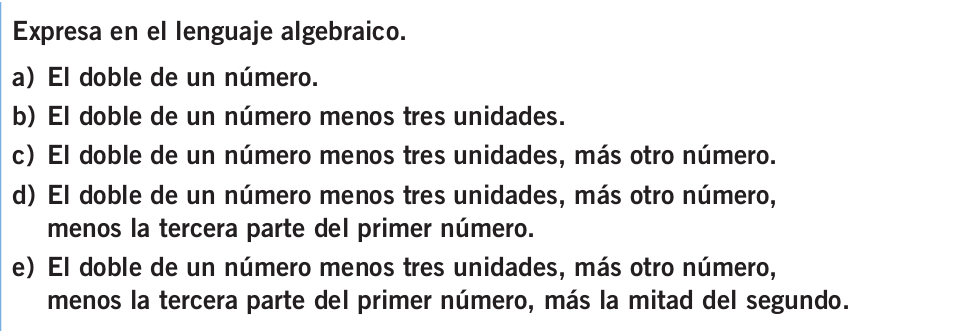 Expresa en el lenguaje algebraico.
a) El doble de un número.
b) El doble de un número menos tres unidades.
c) El doble de un número menos tres unidades, más otro número.
d) El doble de un número menos tres unidades, más otro número,
menos la tercera parte del primer número.
e) El doble de un número menos tres unidades, más otro número,
menos la tercera parte del primer número, más la mitad del segundo.